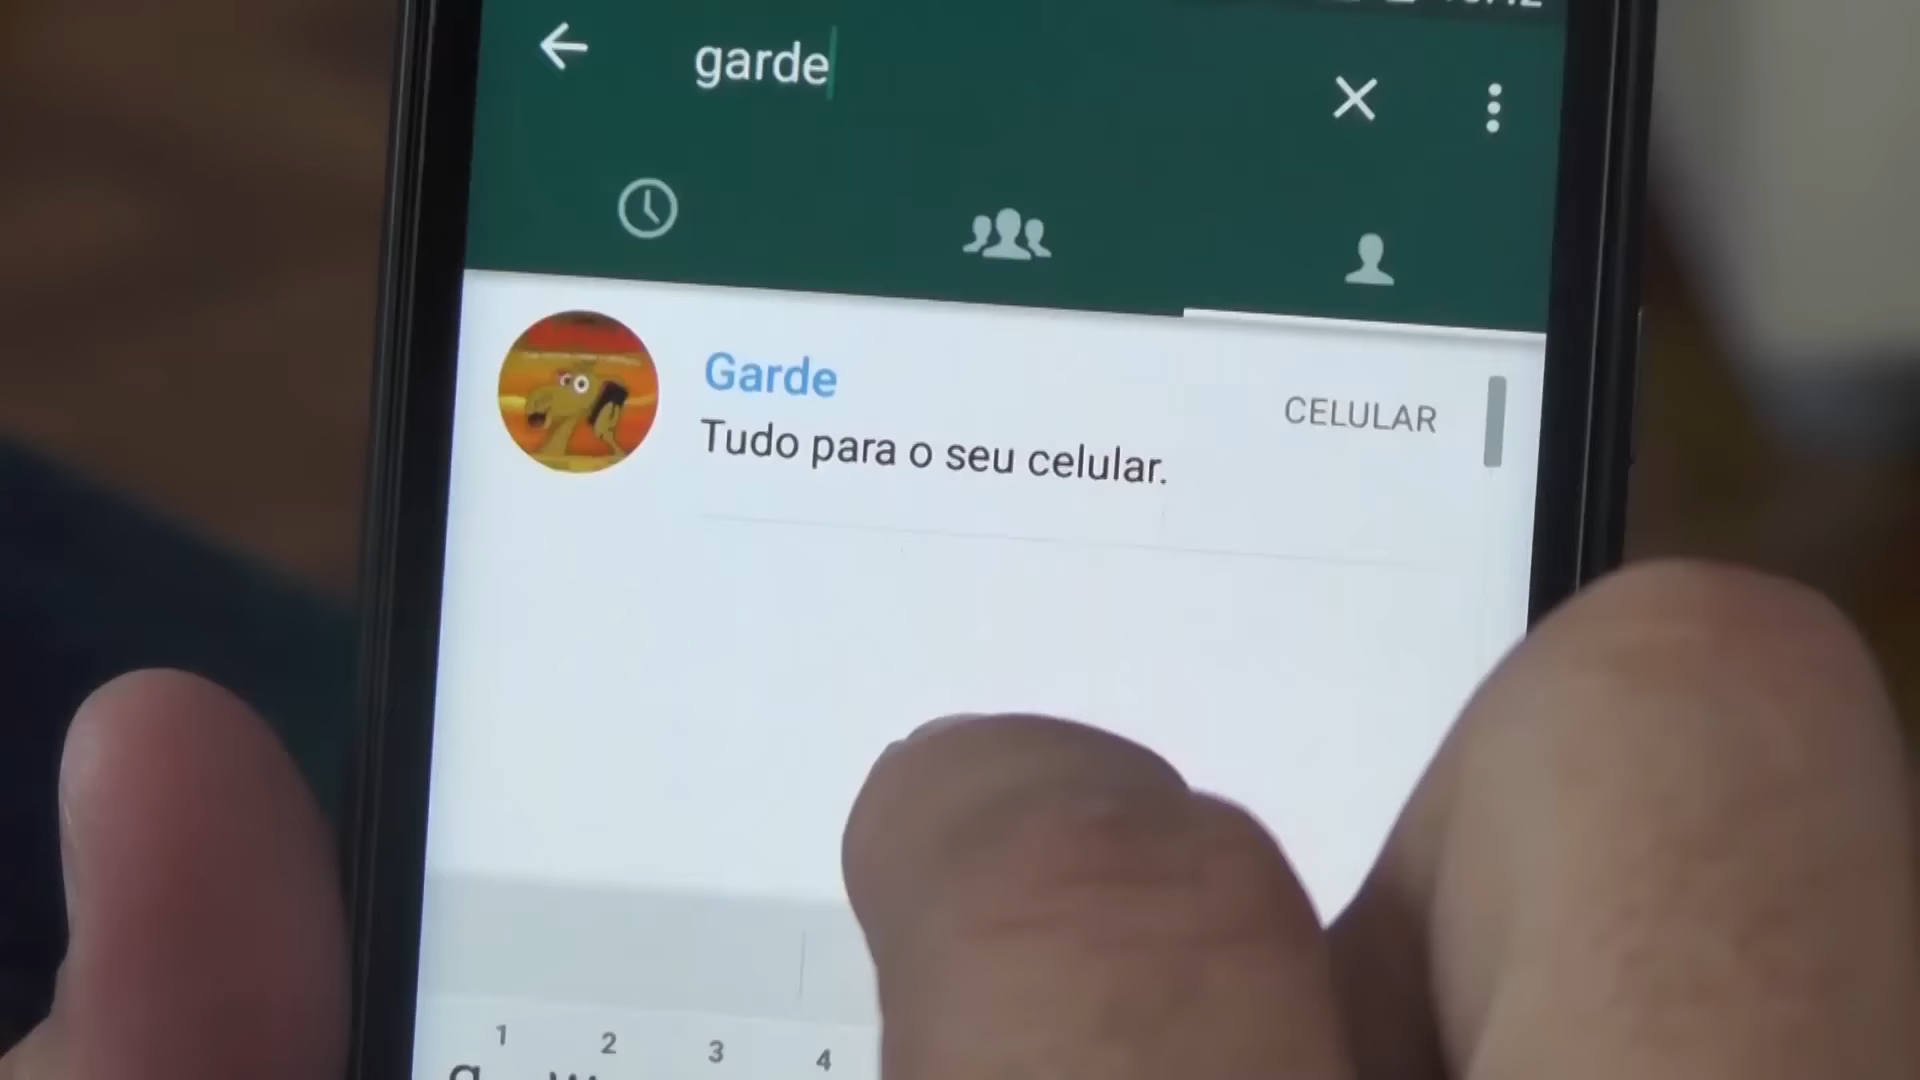 garde
Garde
CELULAR
Tudo para o seu celular.
1 2 3 4